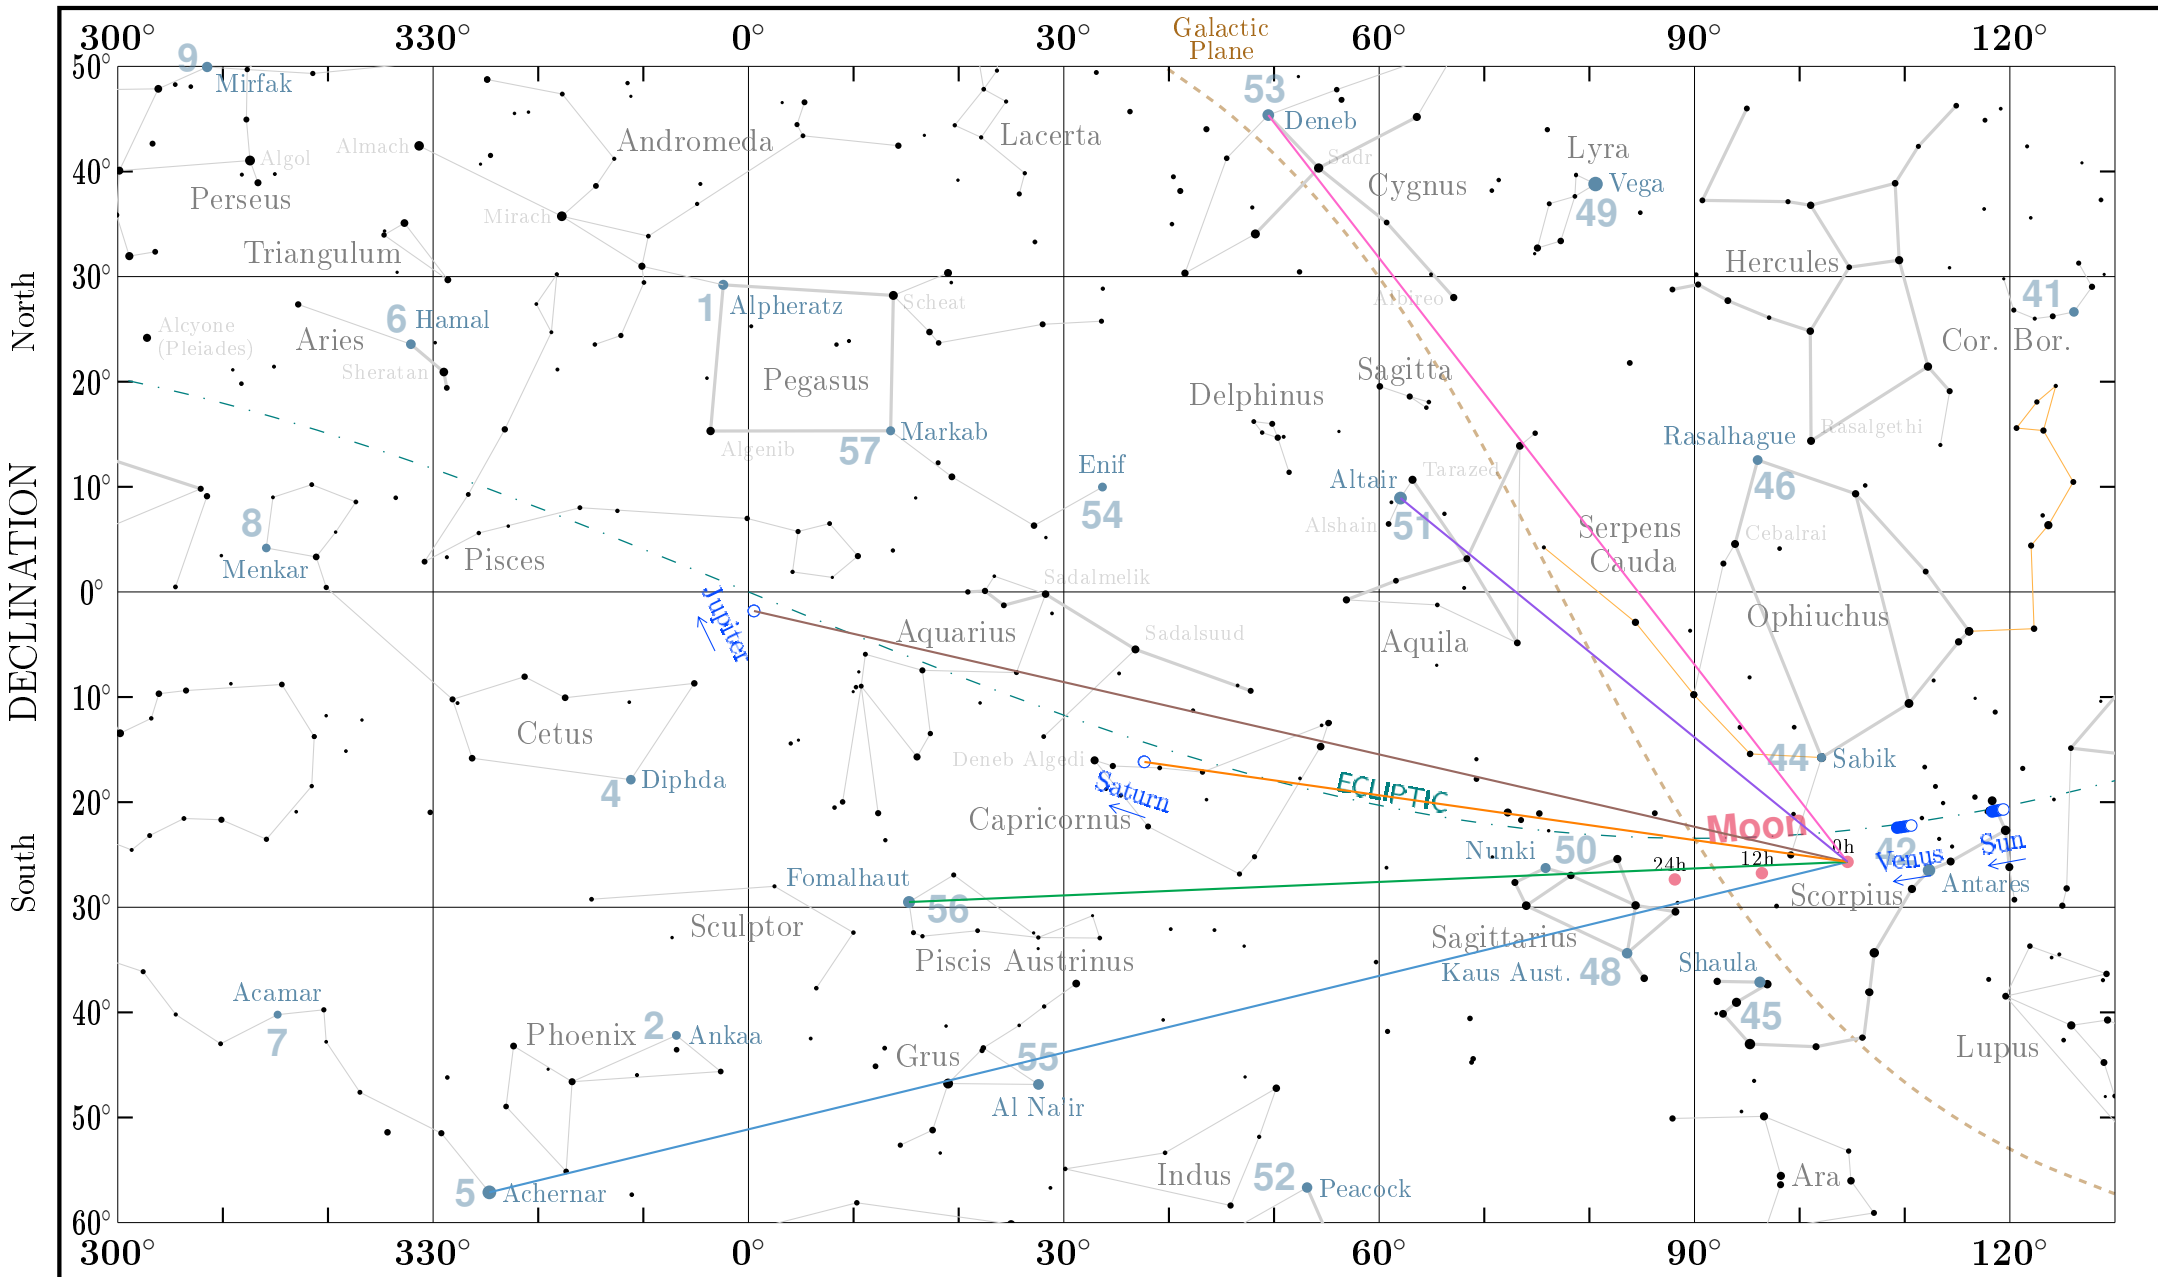 Galactic
Plane
300° 330° 0° 30° 60° 90° 120°
50°
40°
30°
20°
10°
0°
10°
20°
30°
40°
50°
60°
North
DECLINATION
South
9
Mirfak
Almach
Andromeda
Lacerta
53
Deneb
Algol
Perseus
Sadr
Cygnus
Lyra
Vega
49
Mirach
Triangulum
Hercules
6
Hamal
1
Alpheratz
Scheat
Albireo
41
Alcyone
(Pleiades)
Aries
Sheratan
Pegasus
Cor. Bor.
Sagitta
Delphinus
Algenib
57
Markab
Rasalhague
Rasalgethi
46
Enif
54
Altair
Tarazed
Alshain
51
8
Menkar
Pisces
Serpens
Cauda
Cebalrai
Sadalmelik
Jupiter
Aquarius
Sadalsuud
Aquila
Ophiuchus
Cetus
4
Diphda
Deneb Algedi
Saturn
Capricornus
ECLIPTIC
44
Sabik
Moon
24h
12h
0h
42
Venus
Sun
Antares
Scorpius
Nunki
50
Fomalhaut
56
Sculptor
Piscis Austrinus
Sagittarius
Kaus Aust.
48
Shaula
45
Acamar
7
Phoenix
2
Ankaa
Grus
55
Al Na'ir
Lupus
5
Achernar
Indus
52
Peacock
Ara
300° 330° 0° 30° 60° 90° 120°